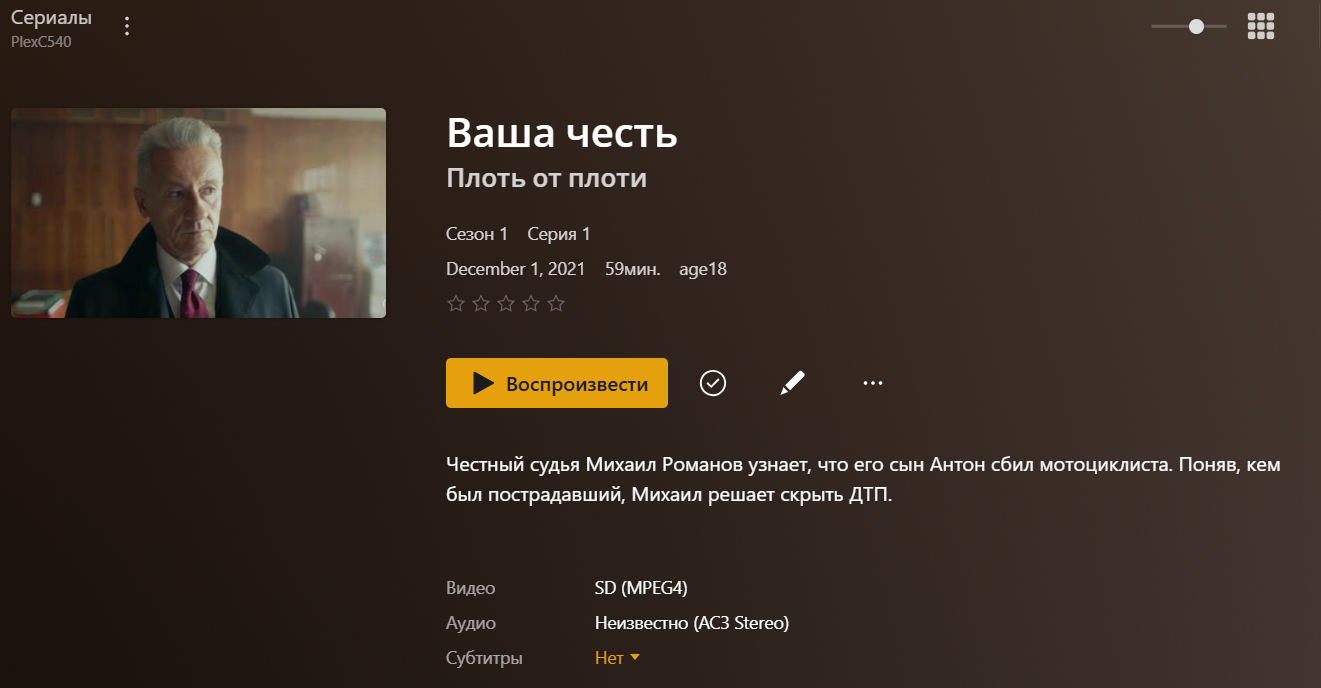 Сериалы
PlexC540
Ваша честь
Плоть от плоти
Сезон 1 Серия 1
December 1, 2021 59мин. age18
Воспроизвести
Честный судья Михаил Романов узнает, что его сын Антон сбил мотоциклиста. Поняв, кем
был пострадавший, Михаил решает скрыть ДТП.
Видео SD (MPEG4)
Аудио Неизвестно (AC3 Stereo)
Субтитры Нет